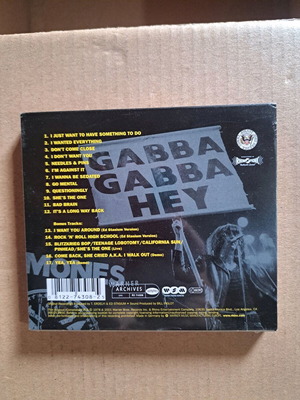 1. I JUST WANT TO HAVE SOMETHING TO DO
2. I WANTED EVERYTHING
3. DON'T COME CLOSE
4. I DON'T WANT YOU
5. NEEDLES & PINS
6. I'M AGAINST IT
7. I WANNA BE SEDATED
8. GO MENTAL
9. QUESTIONINGLY
10. SHE'S THE ONE
11. BAD BRAIN
12. IT'S A LONG WAY BACK
Bonus Tracks:
13. I WANT YOU AROUND (Ed Stasium Version)
14. ROCK 'N' ROLL HIGH SCHOOL (Ed Stasium Version)
15. BLITZKRIEG BOP/TEENAGE LOBOTOMY/CALIFORNIA SUN/
PINHEAD/SHE'S THE ONE (Live)
16. COME BACK, SHE CRIED A.K.A. I WALK OUT (Demo)
17. YEA, YEA (Demo)
GABBA
GABBA
HEY
MONES
ARCHIVES